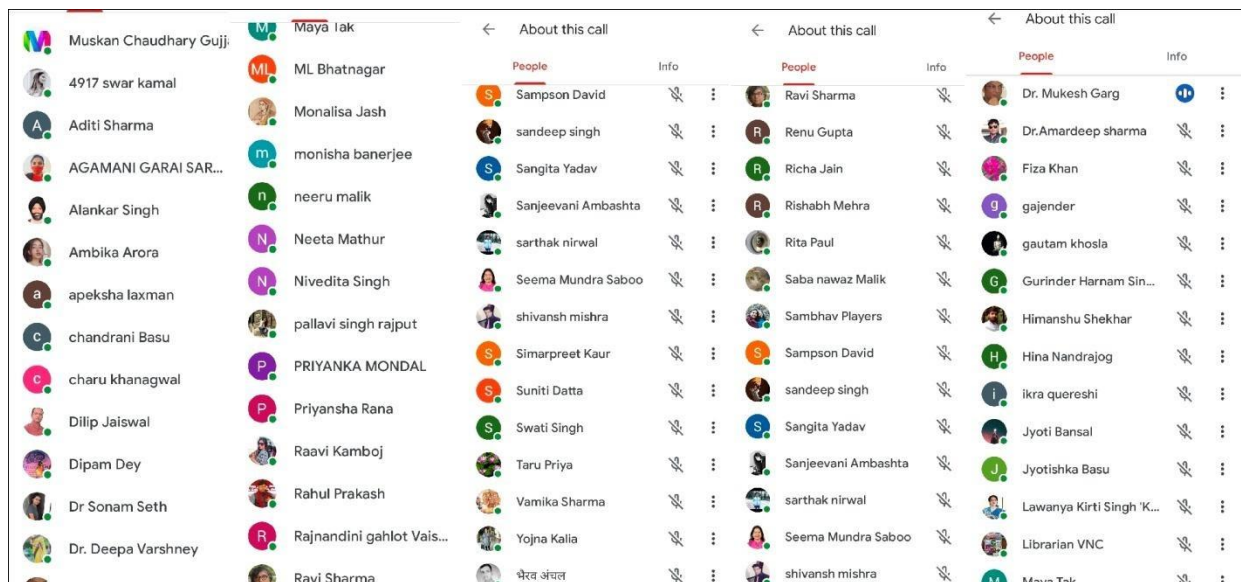 Muskan Chaudhary Gujj
4917 swar kamal
A Aditi Sharma
AGAMANI GARAI SAR...
Alankar Singh
Ambika Arora
a apeksha laxman
c chandrani Basu
c charu khanagwal
Dilip Jaiswal
Dipam Dey
Dr Sonam Seth
Dr. Deepa Varshney
M Maya Tak
ML ML Bhatnagar
Monalisa Jash
m monisha banerjee
n neeru malik
N Neeta Mathur
N Nivedita Singh
pallavi singh rajput
P PRIYANKA MONDAL
P Priyansha Rana
Raavi Kamboj
Rahul Prakash
R Rajnandini gahlot Vais...
Ravi Sharma
About this call
People Info
S Sampson David
sandeep singh
S Sangita Yadav
Sanjeevani Ambashta
sarthak nirwal
Seema Mundra Saboo
shivansh mishra
S Simarpreet Kaur
S Suniti Datta
S Swati Singh
Taru Priya
Vamika Sharma
Yojna Kalia
भैरव अंचल
About this call
People Info
Ravi Sharma
R Renu Gupta
R Richa Jain
R Rishabh Mehra
Rita Paul
Saba nawaz Malik
Sambhav Players
S Sampson David
sandeep singh
S Sangita Yadav
Sanjeevani Ambashta
sarthak nirwal
Seema Mundra Saboo
shivansh mishra
About this call
People Info
Dr. Mukesh Garg
Dr.Amardeep sharma
Fiza Khan
g gajender
gautam khosla
G Gurinder Harnam Sin...
Himanshu Shekhar
H Hina Nandrajog
i ikra quereshi
Jyoti Bansal
J Jyotishka Basu
Lawanya Kirti Singh 'K...
Librarian VNC
M Maya Tak